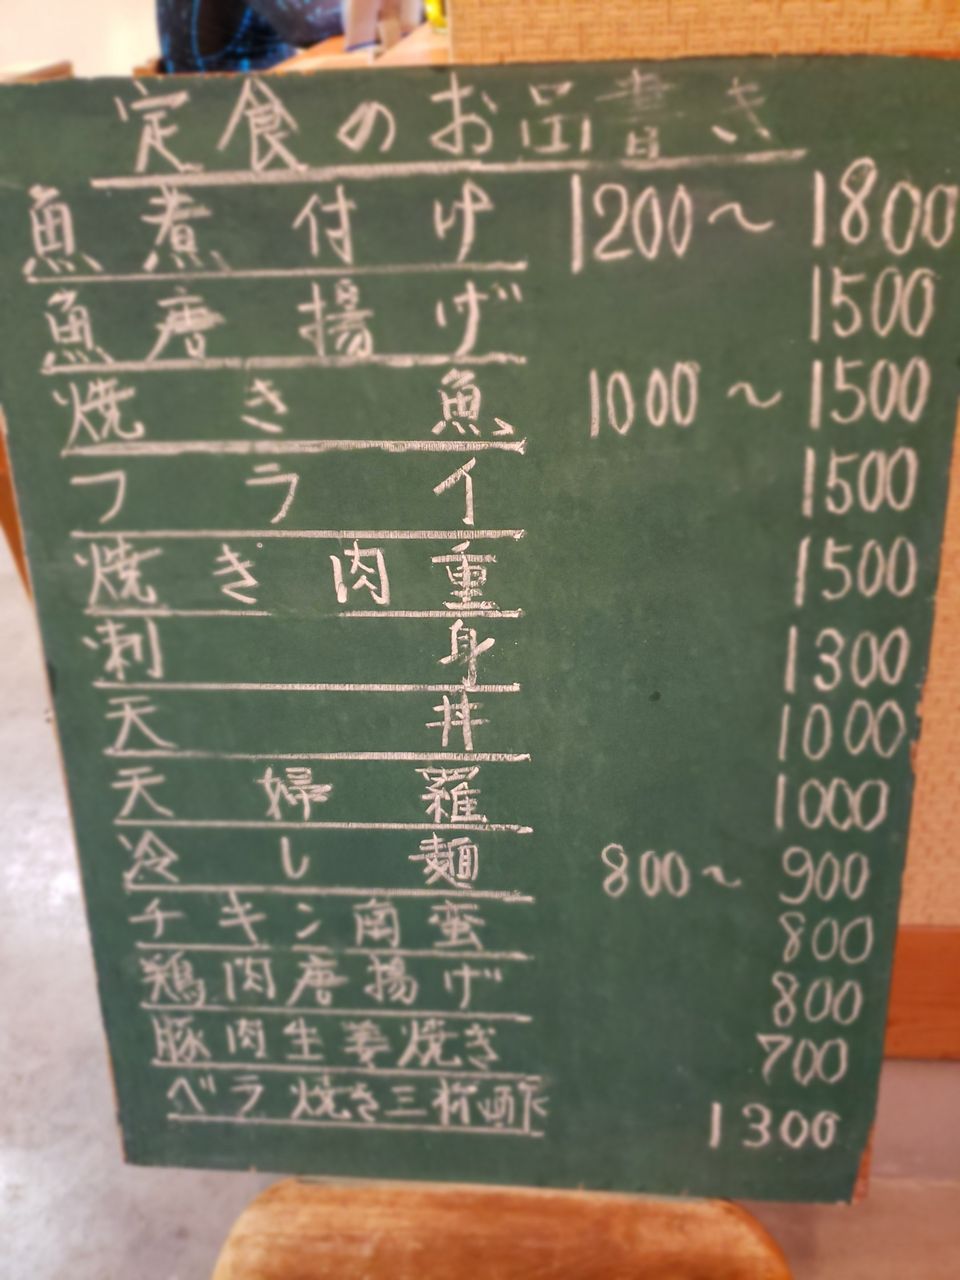 定食のお品書き
魚煮付け 1200～1800
魚唐揚げ 1500
焼き魚 1000～1500
フライ 1500
焼き肉重 1500
刺身 1300
天丼 1000
天婦羅 1000
冷し麺 800～900
チキン南蛮 800
鶏肉唐揚げ 800
豚肉生姜焼き 700
ベラ焼き三杯酢 1300